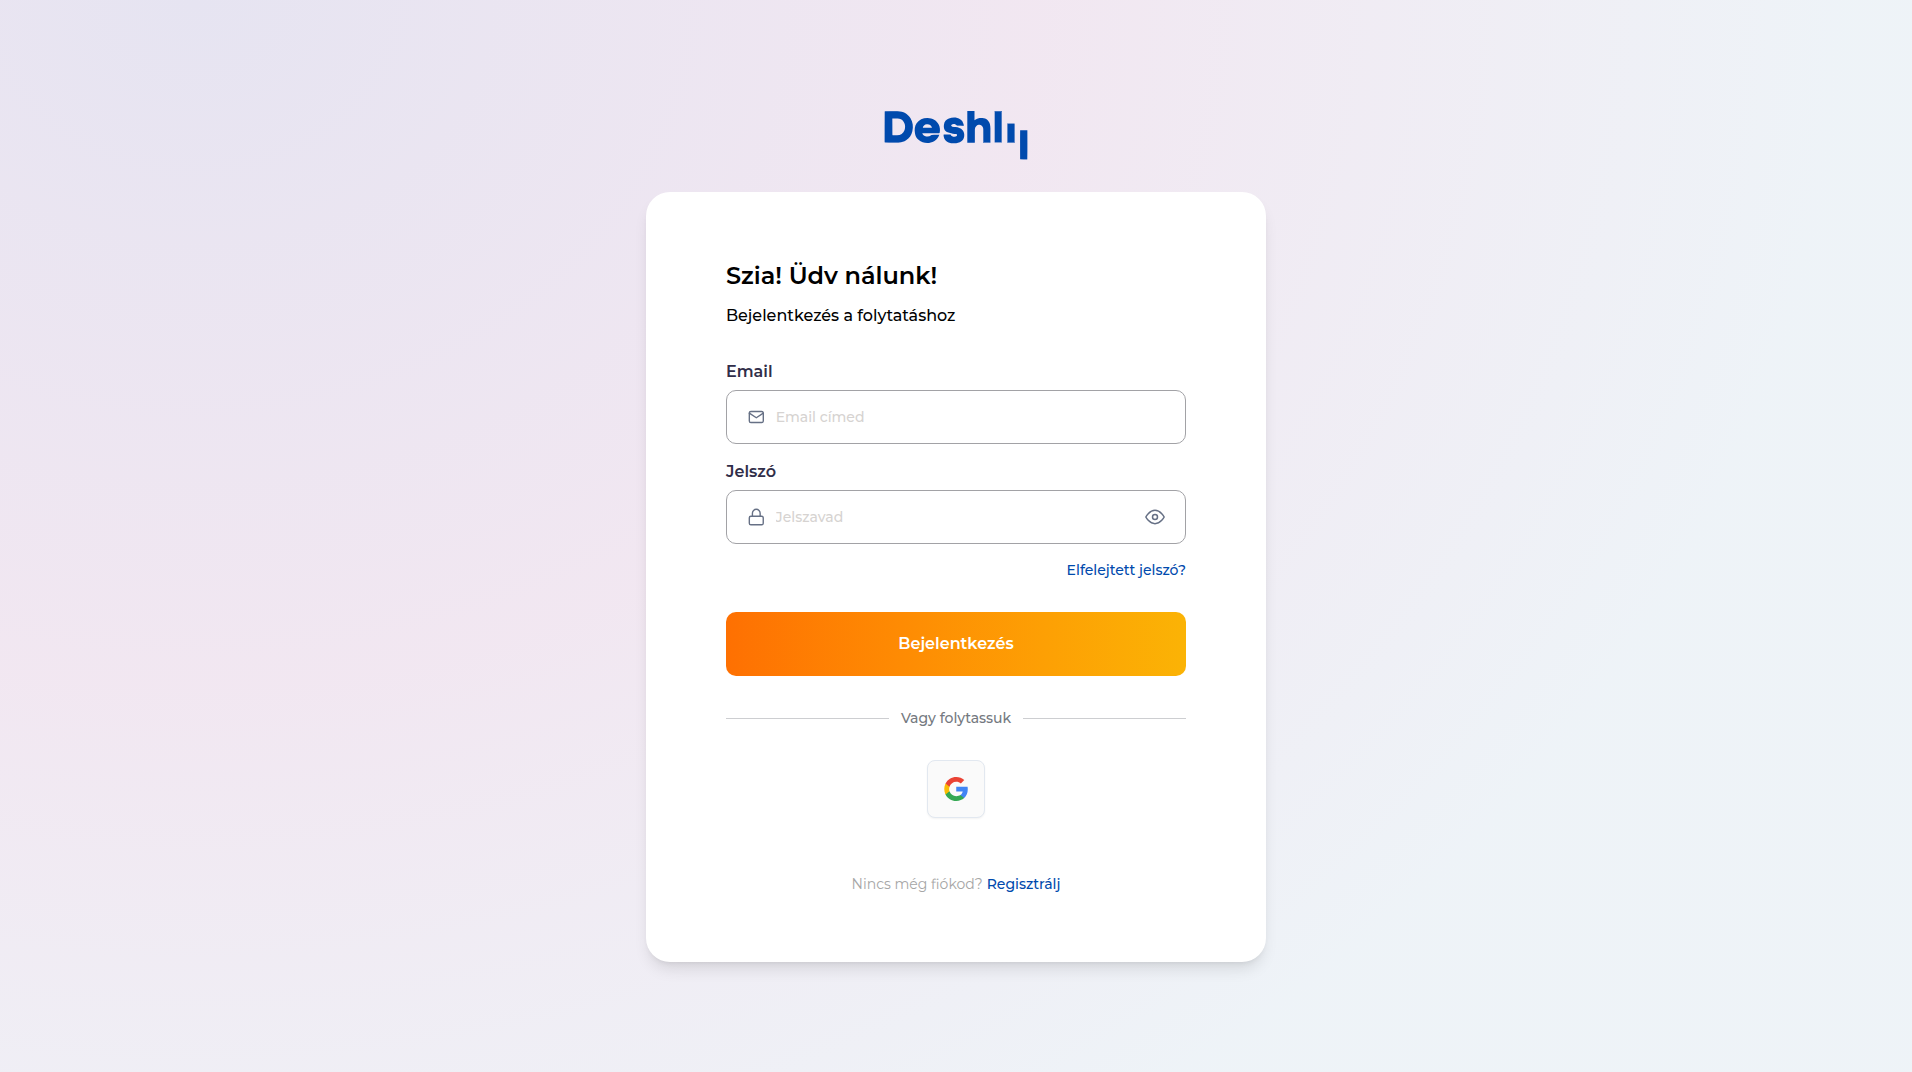 Deshlıı
Szia! Üdv nálunk!
Bejelentkezés a folytatáshoz
Email
Email címed
Jelszó
Jelszavad
Elfelejtett jelszó?
Bejelentkezés
Vagy folytassuk
Nincs még fiókod? Regisztrálj